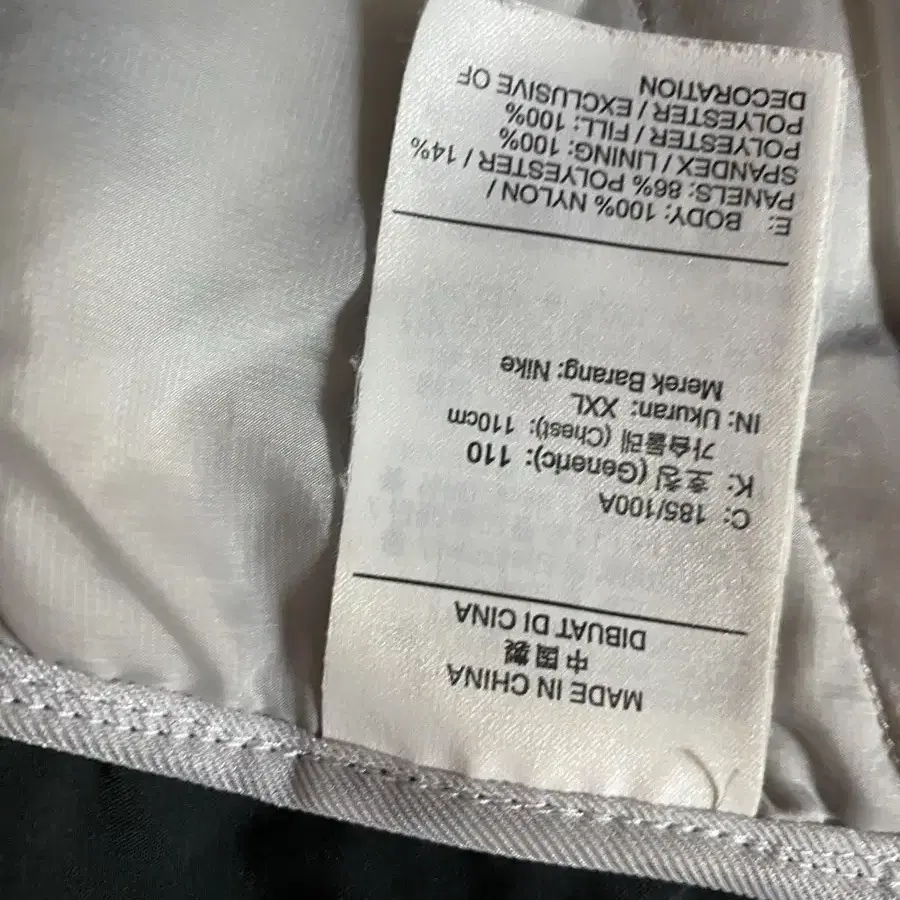 MADE IN CHINA
中國製
DIBUAT DI CINA
C: 185/100A
K: 호칭 (Generic): 110
가슴둘레 (Chest): 110cm
IN: Ukuran: XXL
Merek Barang: Nike
E: BODY: 100% NYLON /
PANELS: 86% POLYESTER / 14%
SPANDEX / LINING: 100%
POLYESTER / FILL: 100%
POLYESTER / EXCLUSIVE OF
DECORATION